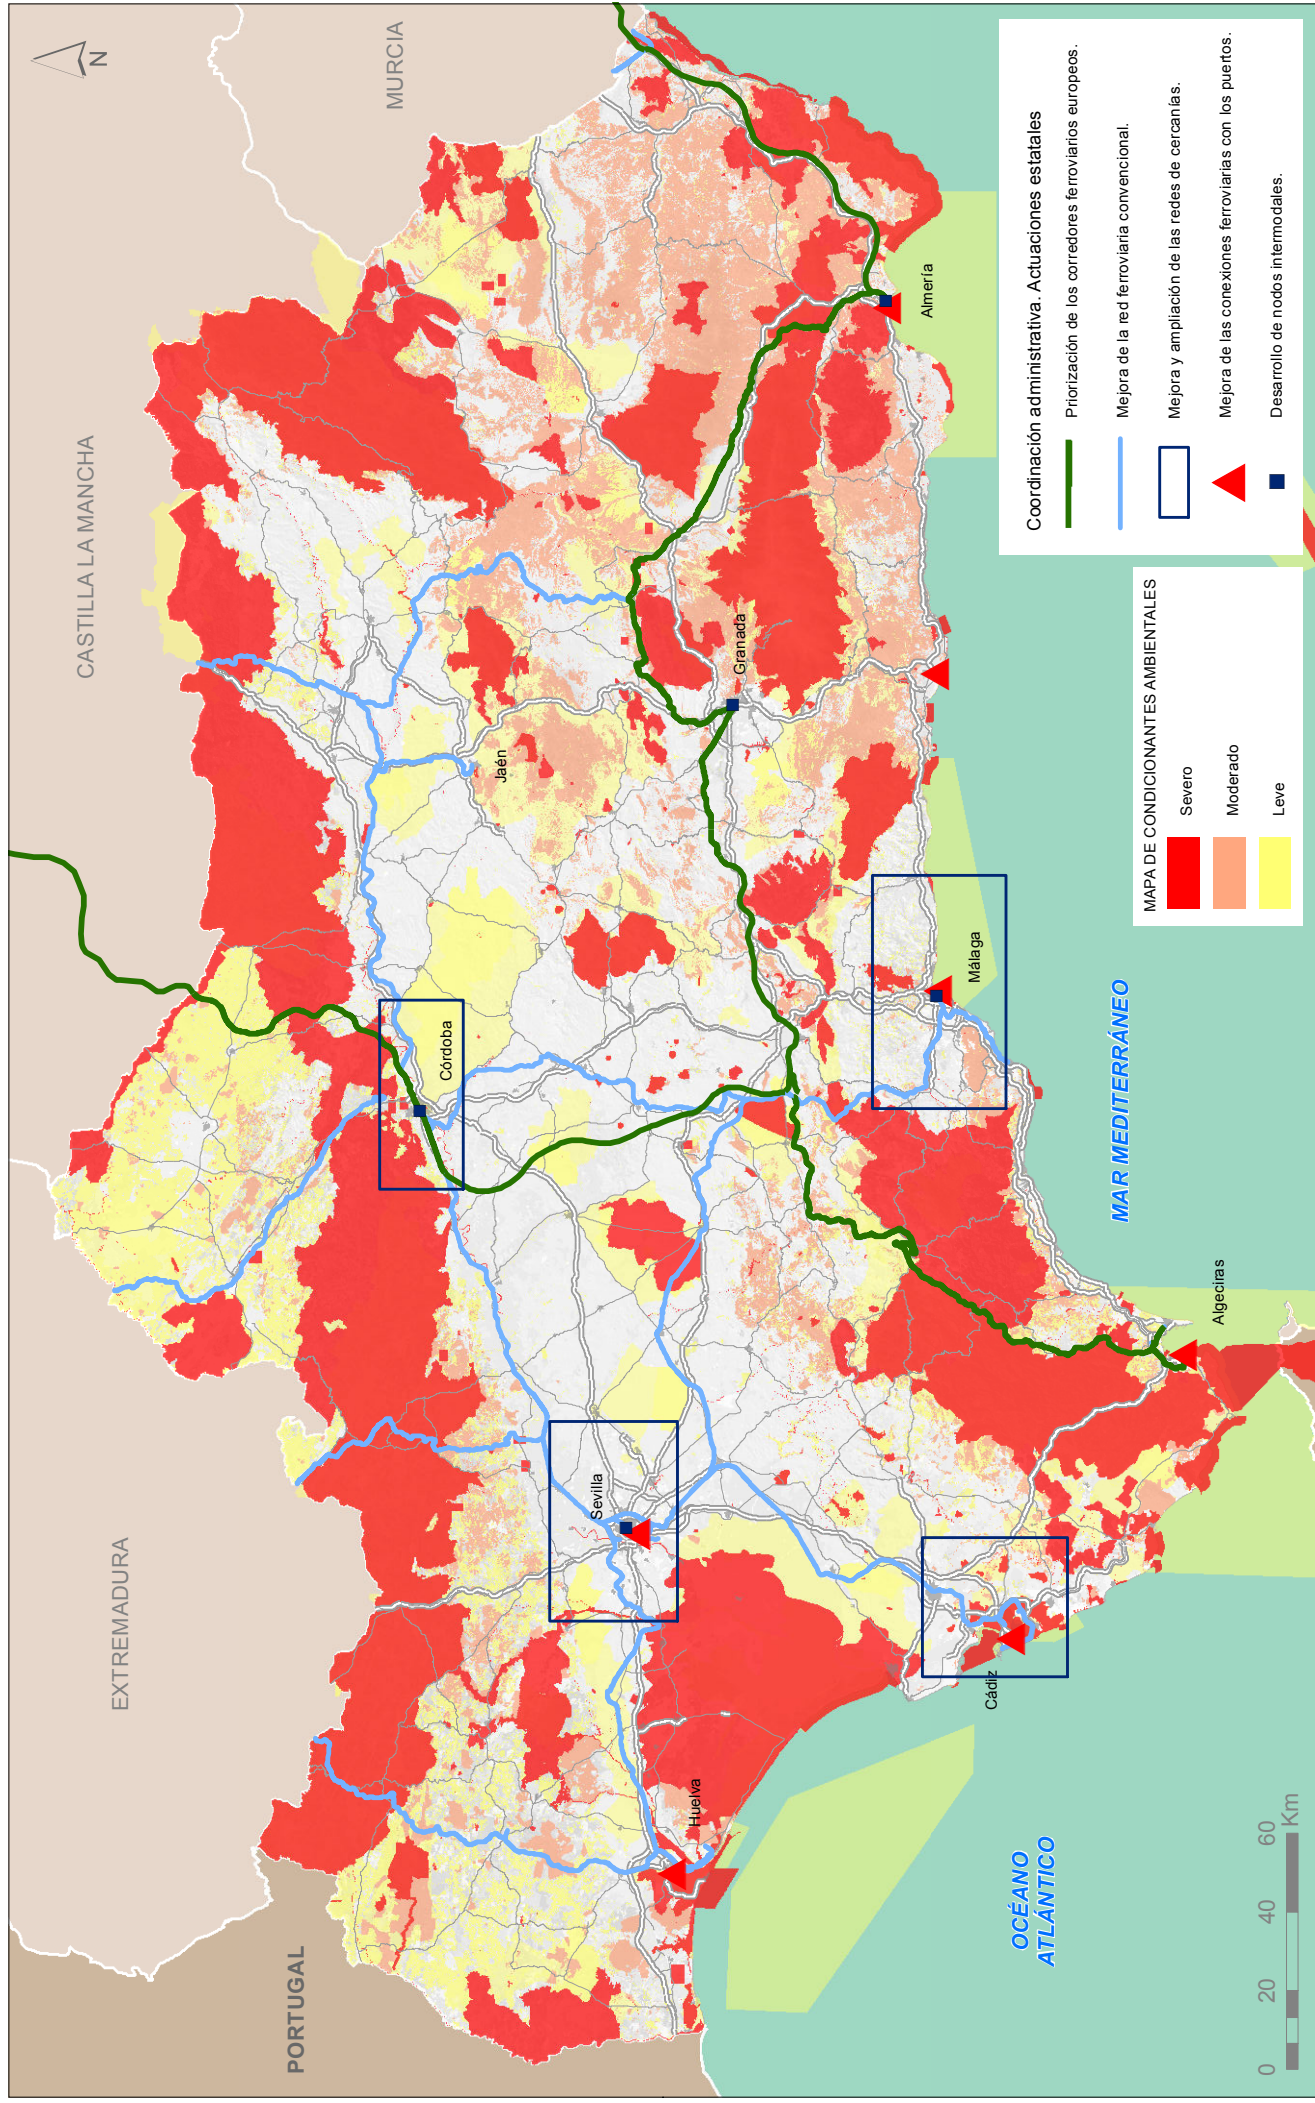 N
MURCIA
CASTILLA LA MANCHA
EXTREMADURA
PORTUGAL
Córdoba
Jaén
Sevilla
Huelva
Granada
Almería
Málaga
Cádiz
Algeciras
MAR MEDITERRÁNEO
OCÉANO
ATLÁNTICO
0 20 40 60
Km
MAPA DE CONDICIONANTES AMBIENTALES
Severo
Moderado
Leve
Coordinación administrativa. Actuaciones estatales
Priorización de los corredores ferroviarios europeos.
Mejora de la red ferroviaria convencional.
Mejora y ampliación de las redes de cercanías.
Mejora de las conexiones ferroviarias con los puertos.
Desarrollo de nodos intermodales.